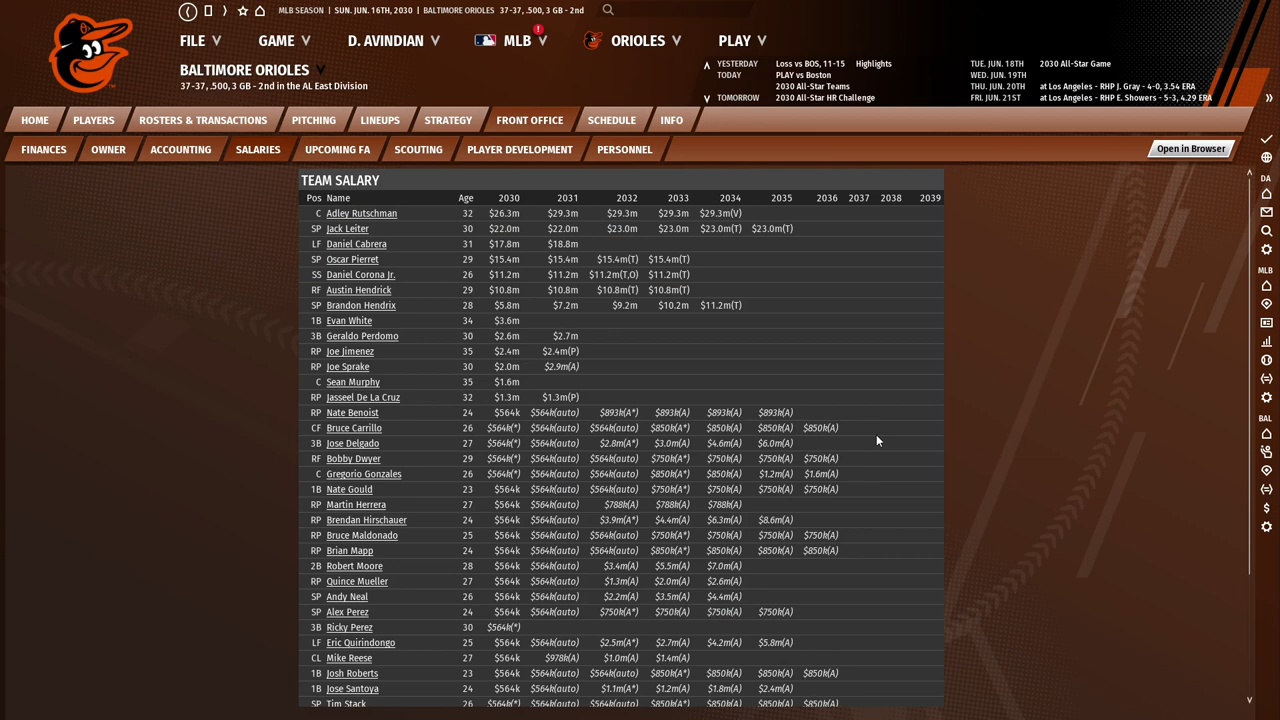 MLB SEASON | SUN. JUN. 16TH, 2030 | BALTIMORE ORIOLES 37-37, .500, 3 GB - 2nd
FILE GAME D. AVINDIAN MLB ! ORIOLES PLAY
BALTIMORE ORIOLES
37-37, .500, 3 GB - 2nd in the AL East Division
YESTERDAY Loss vs BOS, 11-15 Highlights TUE. JUN. 18TH 2030 All-Star Game
TODAY PLAY vs Boston WED. JUN. 19TH
2030 All-Star Teams THU. JUN. 20TH at Los Angeles - RHP J. Gray - 4-0, 3.54 ERA
TOMORROW 2030 All-Star HR Challenge FRI. JUN. 21ST at Los Angeles - RHP E. Showers - 5-3, 4.29 ERA
HOME PLAYERS ROSTERS & TRANSACTIONS PITCHING LINEUPS STRATEGY FRONT OFFICE SCHEDULE INFO
FINANCES OWNER ACCOUNTING SALARIES UPCOMING FA SCOUTING PLAYER DEVELOPMENT PERSONNEL Open in Browser
TEAM SALARY
Pos Name Age 2030 2031 2032 2033 2034 2035 2036 2037 2038 2039
C Adley Rutschman 32 $26.3m $29.3m $29.3m $29.3m $29.3m(V)
SP Jack Leiter 30 $22.0m $22.0m $23.0m $23.0m $23.0m(T) $23.0m(T)
LF Daniel Cabrera 31 $17.8m $18.8m
SP Oscar Pierret 29 $15.4m $15.4m $15.4m(T) $15.4m(T)
SS Daniel Corona Jr. 26 $11.2m $11.2m $11.2m(T,O) $11.2m(T)
RF Austin Hendrick 29 $10.8m $10.8m $10.8m(T) $10.8m(T)
SP Brandon Hendrix 28 $5.8m $7.2m $9.2m $10.2m $11.2m(T)
1B Evan White 34 $3.6m
3B Geraldo Perdomo 30 $2.6m $2.7m
RP Joe Jimenez 35 $2.4m $2.4m(P)
RP Joe Sprake 30 $2.0m $2.9m(A)
C Sean Murphy 35 $1.6m
RP Jasseel De La Cruz 32 $1.3m $1.3m(P)
RP Nate Benoist 24 $564k $564k(auto) $893k(A*) $893k(A) $893k(A) $893k(A)
CF Bruce Carrillo 26 $564k(*) $564k(auto) $564k(auto) $850k(A*) $850k(A) $850k(A) $850k(A)
3B Jose Delgado 27 $564k(*) $564k(auto) $2.8m(A*) $3.0m(A) $4.6m(A) $6.0m(A)
RF Bobby Dwyer 29 $564k(*) $564k(auto) $564k(auto) $750k(A*) $750k(A) $750k(A) $750k(A)
C Gregorio Gonzales 26 $564k(*) $564k(auto) $564k(auto) $850k(A*) $850k(A) $1.2m(A) $1.6m(A)
1B Nate Gould 23 $564k $564k(auto) $564k(auto) $750k(A*) $750k(A) $750k(A) $750k(A)
RP Martin Herrera 27 $564k $564k(auto) $788k(A) $788k(A) $788k(A)
RP Brendan Hirschauer 24 $564k $564k(auto) $3.9m(A*) $4.4m(A) $6.3m(A) $8.6m(A)
RP Bruce Maldonado 25 $564k $564k(auto) $564k(auto) $750k(A*) $750k(A) $750k(A) $750k(A)
RP Brian Mapp 24 $564k $564k(auto) $564k(auto) $850k(A*) $850k(A) $850k(A) $850k(A)
2B Robert Moore 28 $564k $564k(auto) $3.4m(A) $5.5m(A) $7.0m(A)
RP Quince Mueller 27 $564k $564k(auto) $1.3m(A) $2.0m(A) $2.6m(A)
SP Andy Neal 26 $564k $564k(auto) $2.2m(A) $3.5m(A) $4.4m(A)
SP Alex Perez 24 $564k $564k(auto) $750k(A*) $750k(A) $750k(A) $750k(A)
3B Ricky Perez 30 $564k(*)
LF Eric Quirindongo 25 $564k $564k(auto) $2.5m(A*) $2.7m(A) $4.2m(A) $5.8m(A)
CL Mike Reese 27 $564k $978k(A) $1.0m(A) $1.4m(A)
1B Josh Roberts 23 $564k $564k(auto) $564k(auto) $850k(A*) $850k(A) $850k(A) $850k(A)
1B Jose Santoya 24 $564k $564k(auto) $1.1m(A*) $1.2m(A) $1.8m(A) $2.4m(A)
SP Tim Stack 26 $564k(*) $564k(auto) $564k(auto) $850k(A*) $850k(A) $850k(A) $850k(A)
DA
MLB
BAL